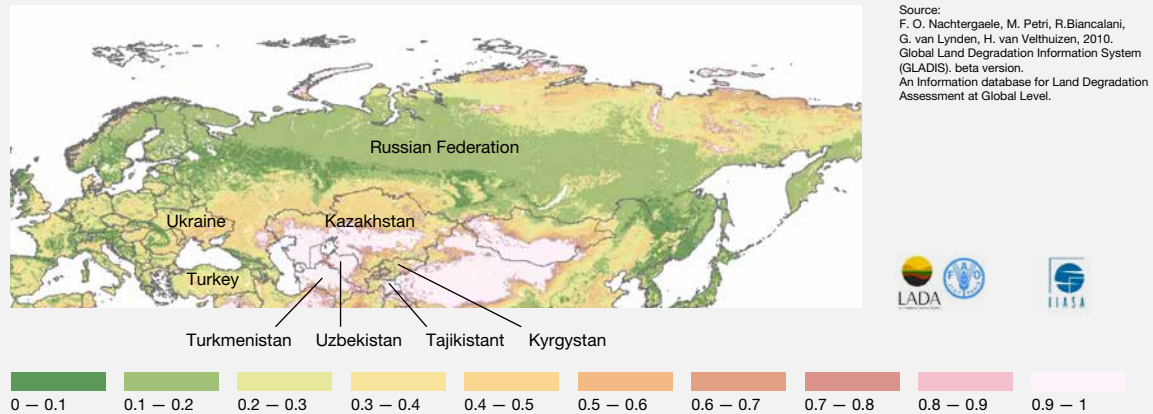 Source:
F. O. Nachtergaele, M. Petri, R.Biancalani,
G. van Lynden, H. van Velthuizen, 2010.
Global Land Degradation Information System
(GLADIS). beta version.
An Information database for Land Degradation
Assessment at Global Level.
Russian Federation
Ukraine
Kazakhstan
Turkey
LADA
FAO
IIASA
Turkmenistan
Uzbekistan
Tajikistant
Kyrgystan
0 — 0.1
0.1 — 0.2
0.2 — 0.3
0.3 — 0.4
0.4 — 0.5
0.5 — 0.6
0.6 — 0.7
0.7 — 0.8
0.8 — 0.9
0.9 — 1